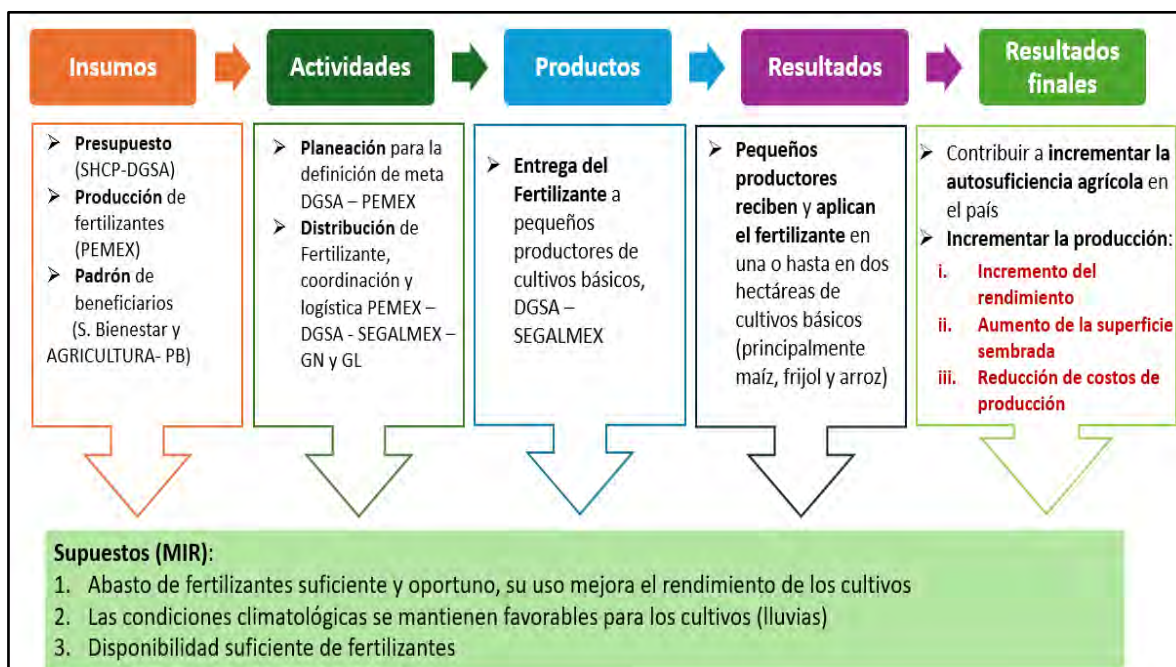 Insumos
Actividades
Productos
Resultados
Resultados
finales
➢ Presupuesto
(SHCP-DGSA)
➢ Producción de
fertilizantes
(PEMEX)
➢ Padrón de
beneficiarios
(S. Bienestar y
AGRICULTURA- PB)
➢ Planeación para la
definición de meta
DGSA – PEMEX
➢ Distribución de
Fertilizante,
coordinación y
logística PEMEX –
DGSA - SEGALMEX –
GN y GL
➢ Entrega del
Fertilizante a
pequeños
productores de
cultivos básicos,
DGSA –
SEGALMEX
➢ Pequeños
productores
reciben y aplican
el fertilizante en
una o hasta en dos
hectáreas de
cultivos básicos
(principalmente
maíz, frijol y arroz)
➢ Contribuir a incrementar la
autosuficiencia agrícola en
el país
➢ Incrementar la producción:
i. Incremento del
rendimiento
ii. Aumento de la superficie
sembrada
iii. Reducción de costos de
producción
Supuestos (MIR):
1. Abasto de fertilizantes suficiente y oportuno, su uso mejora el rendimiento de los cultivos
2. Las condiciones climatológicas se mantienen favorables para los cultivos (lluvias)
3. Disponibilidad suficiente de fertilizantes